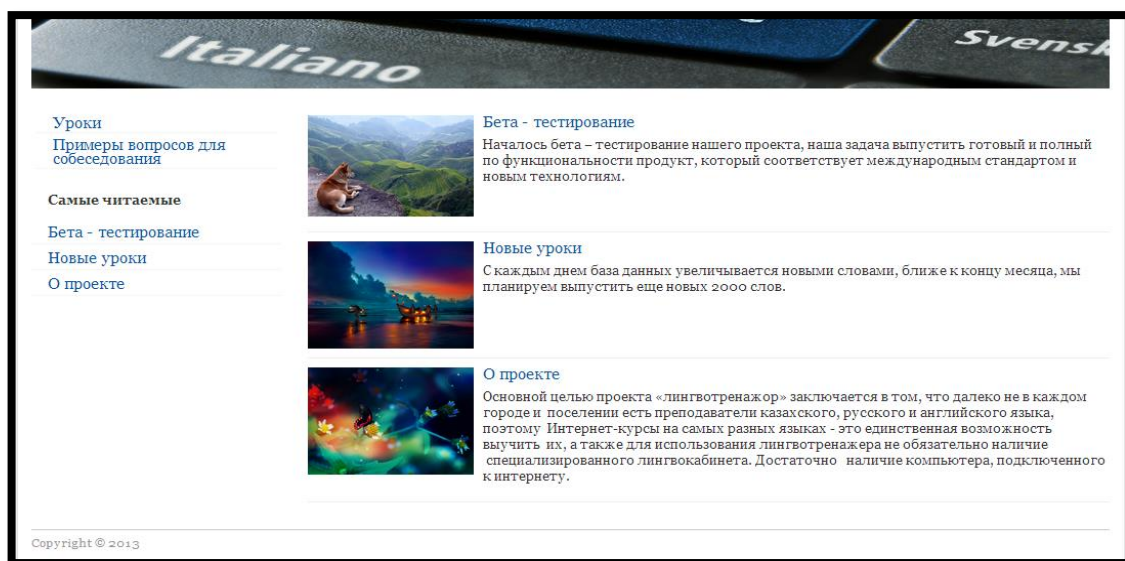 Italiano
Svensk
Уроки
Примеры вопросов для
собеседования
Самые читаемые
Бета - тестирование
Новые уроки
О проекте
Бета - тестирование
Началось бета – тестирование нашего проекта, наша задача выпустить готовый и полный
по функциональности продукт, который соответствует международным стандартом и
новым технологиям.
Новые уроки
С каждым днем база данных увеличивается новыми словами, ближе к концу месяца, мы
планируем выпустить еще новых 2000 слов.
О проекте
Основной целью проекта «лингвотренажор» заключается в том, что далеко не в каждом
городе и поселении есть преподаватели казахского, русского и английского языка,
поэтому Интернет-курсы на самых разных языках - это единственная возможность
выучить их, а также для использования лингвотренажера не обязательно наличие
специализированного лингвокабинета. Достаточно наличие компьютера, подключенного
к интернету.
Copyright © 2013